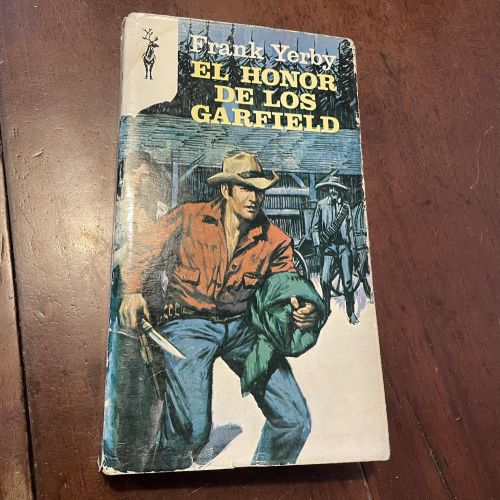 Frank Yerby
EL HONOR
DE LOS
GARFIELD